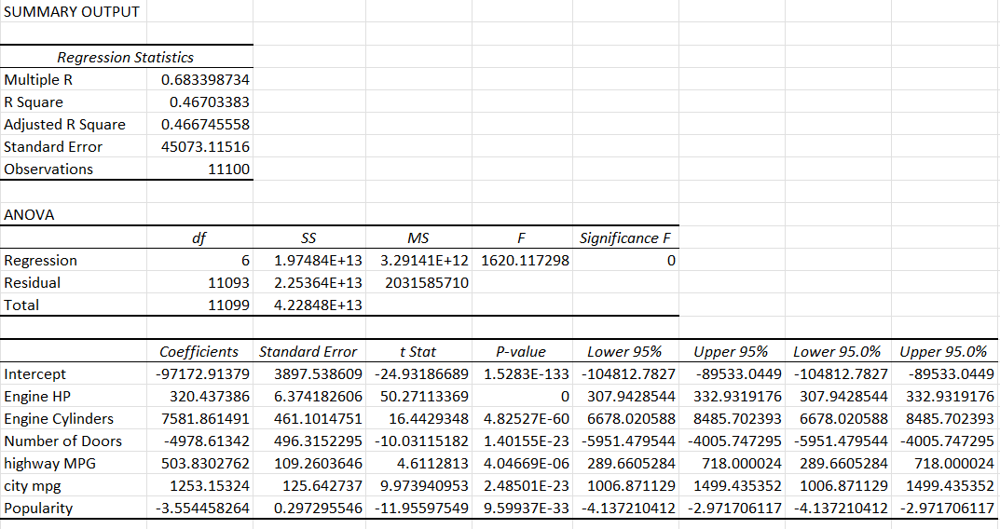 SUMMARY OUTPUT
Regression Statistics
Multiple R 0.683398734
R Square 0.46703383
Adjusted R Square 0.466745558
Standard Error 45073.11516
Observations 11100
ANOVA
df SS MS F Significance F
Regression 6 1.97484E+13 3.29141E+12 1620.117298 0
Residual 11093 2.25364E+13 2031585710
Total 11099 4.22848E+13
Coefficients Standard Error t Stat P-value Lower 95% Upper 95% Lower 95.0% Upper 95.0%
Intercept -97172.91379 3897.538609 -24.93186689 1.5283E-133 -104812.7827 -89533.0449 -104812.7827 -89533.0449
Engine HP 320.437386 6.374182606 50.27113369 0 307.9428544 332.9319176 307.9428544 332.9319176
Engine Cylinders 7581.861491 461.1014751 16.4429348 4.82527E-60 6678.020588 8485.702393 6678.020588 8485.702393
Number of Doors -4978.61342 496.3152295 -10.03115182 1.40155E-23 -5951.479544 -4005.747295 -5951.479544 -4005.747295
highway MPG 503.8302762 109.2603646 4.6112813 4.04669E-06 289.6605284 718.000024 289.6605284 718.000024
city mpg 1253.15324 125.642737 9.973940953 2.48501E-23 1006.871129 1499.435352 1006.871129 1499.435352
Popularity -3.554458264 0.297295546 -11.95597549 9.59937E-33 -4.137210412 -2.971706117 -4.137210412 -2.971706117